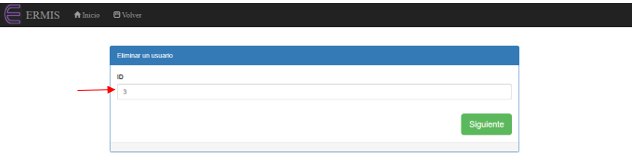 ERMIS Inicio Volver
Eliminar un usuario
ID
3
Siguiente